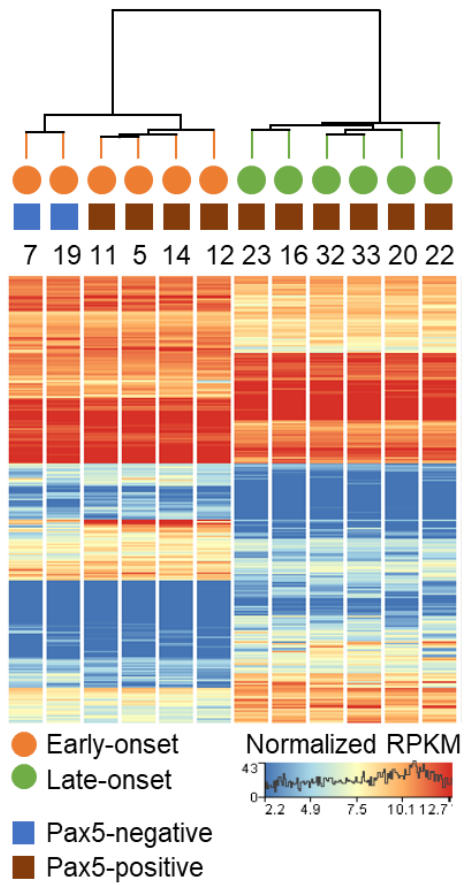 7 19 11 5 14 12 23 16 32 33 20 22
Early-onset
Late-onset
Pax5-negative
Pax5-positive
Normalized RPKM
43
0
2.2 4.9 7.5 10.1 12.7